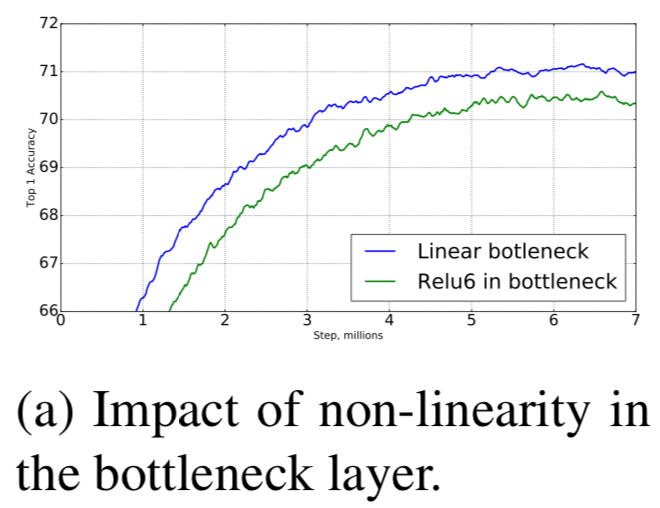 72
71
70
69
68
67
66
Top 1 Accuracy
0 1 2 3 4 5 6 7
Step, millions
Linear botleneck
Relu6 in bottleneck
(a) Impact of non-linearity in
the bottleneck layer.